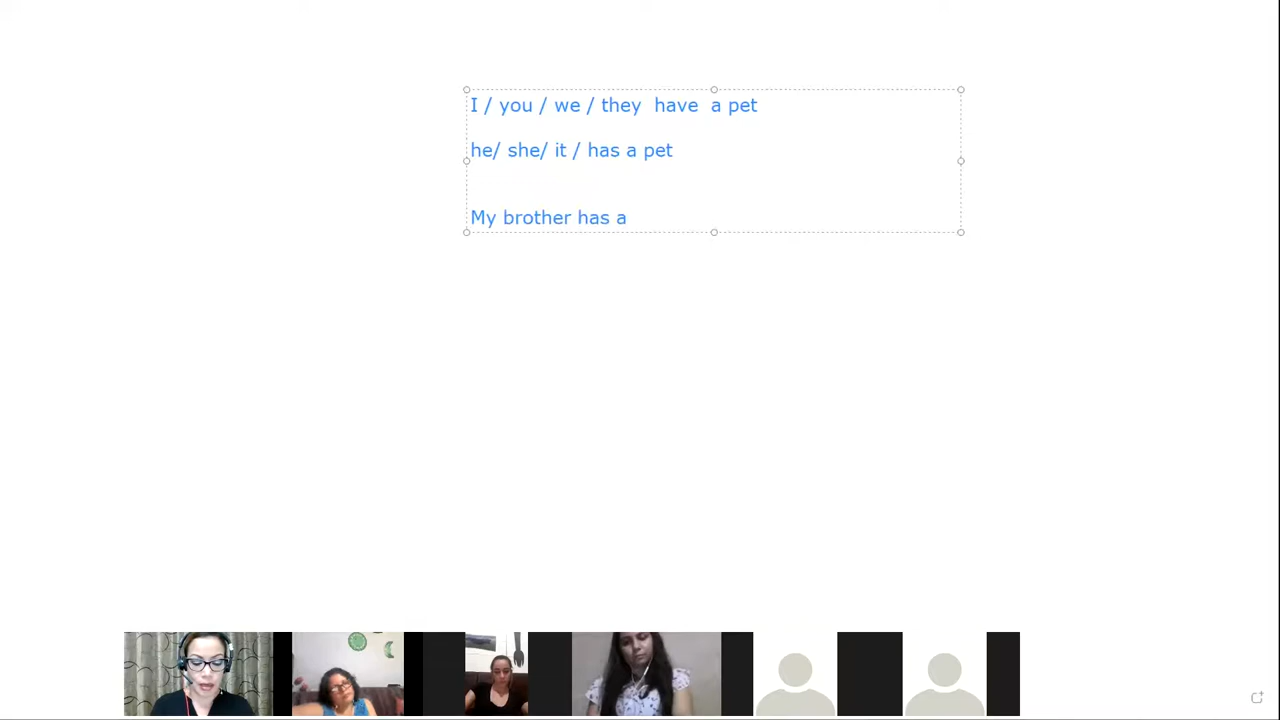 I / you / we / they  have  a pet
he/ she/ it / has a pet
My brother has a